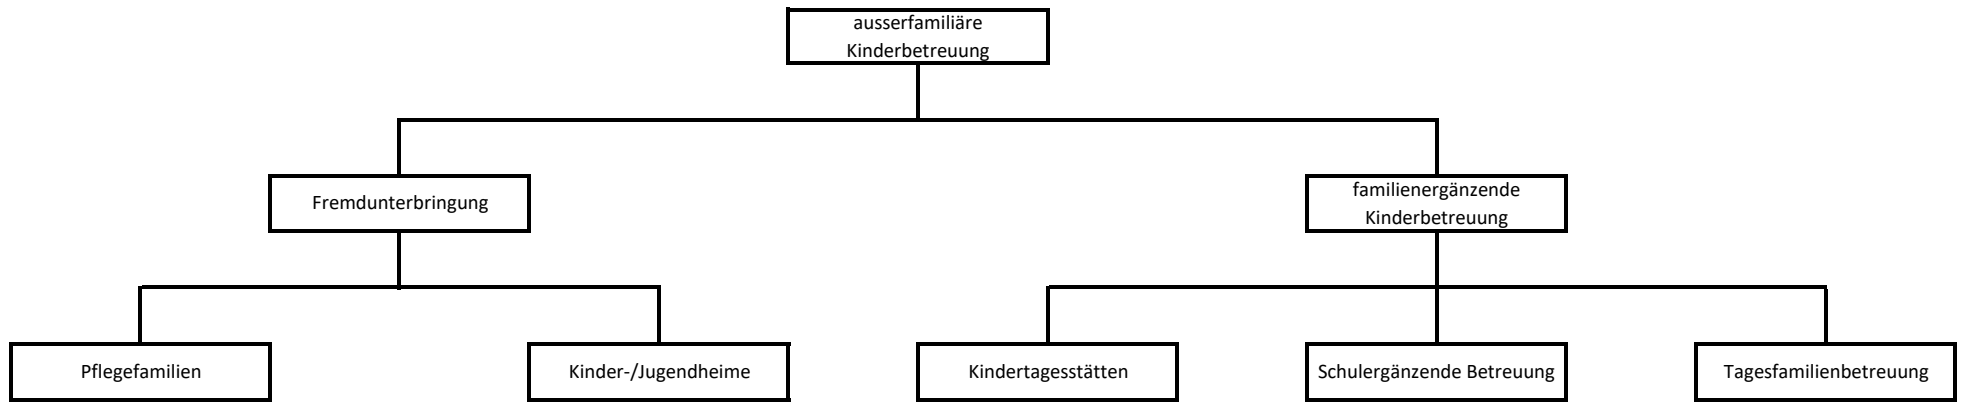 ausserfamiliäre
Kinderbetreuung
Fremdunterbringung
familienergänzende
Kinderbetreuung
Pflegefamilien
Kinder-/Jugendheime
Kindertagesstätten
Schulergänzende Betreuung
Tagesfamilienbetreuung